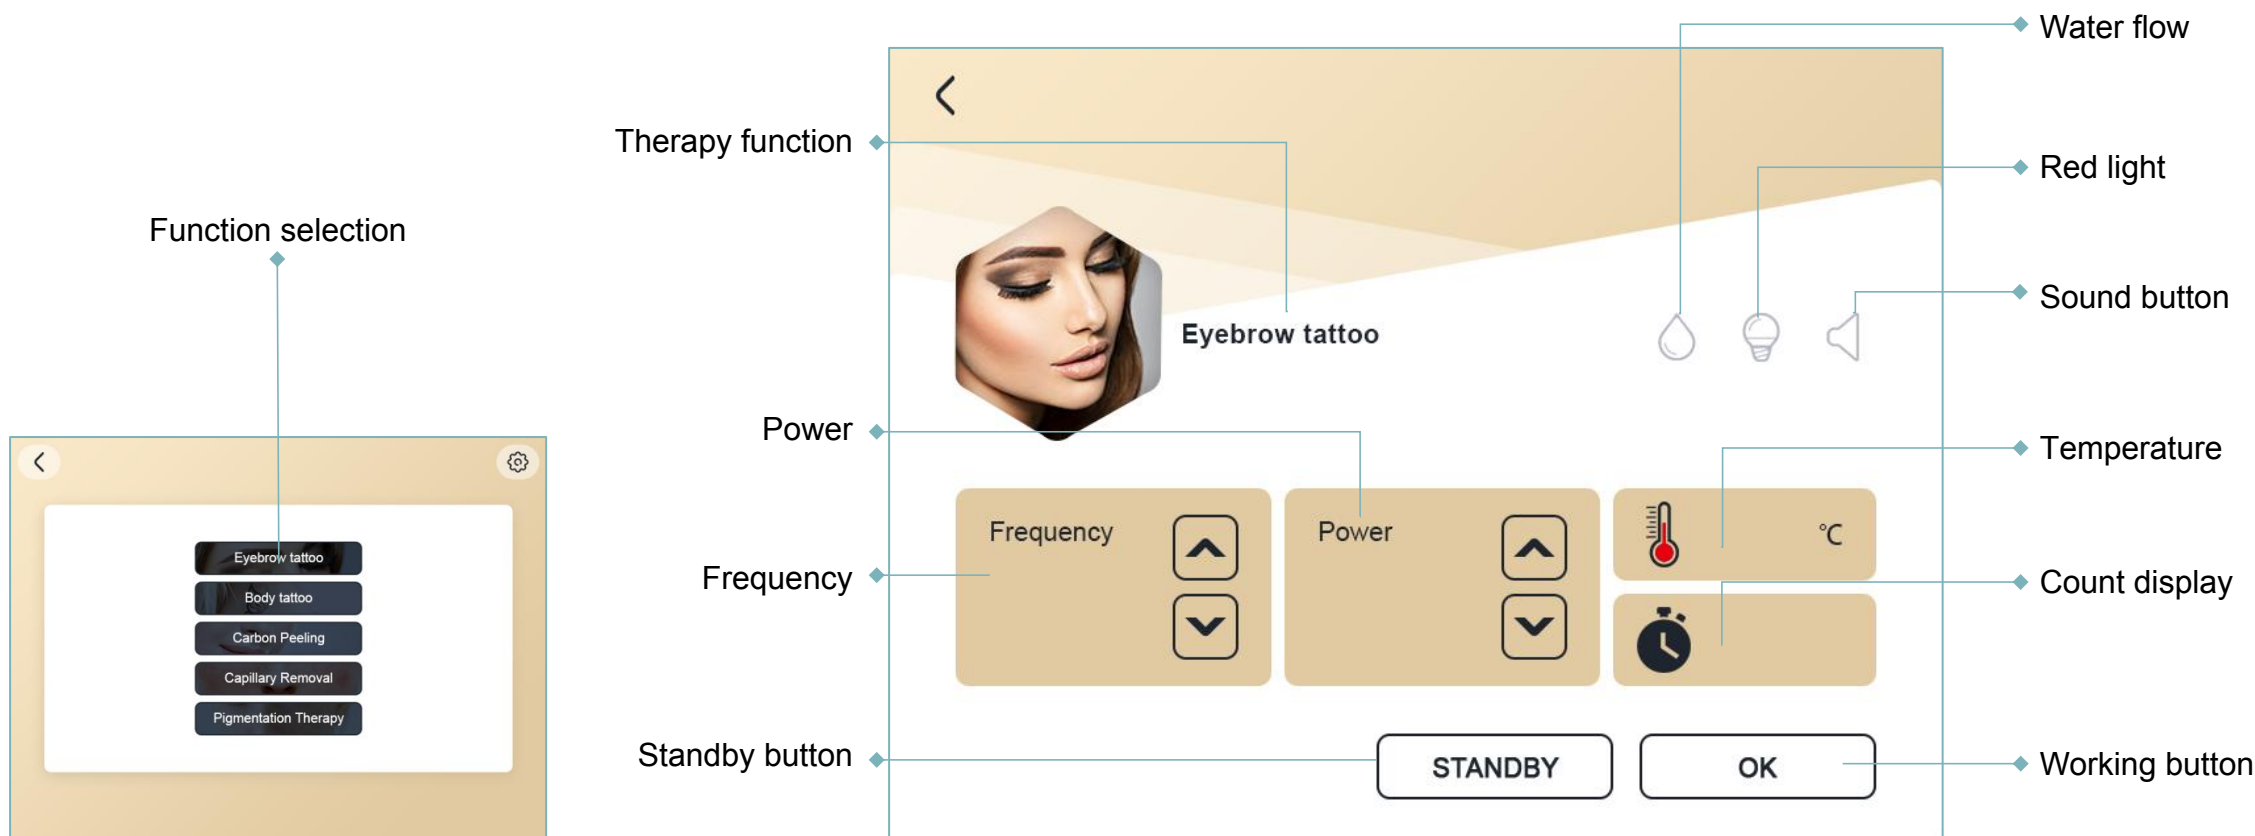 Function selection
Eyebrow tattoo
Body tattoo
Carbon Peeling
Capillary Removal
Pigmentation Therapy
Therapy function
Power
Frequency
Standby button
Eyebrow tattoo
Frequency
Power
℃
STANDBY
OK
Water flow
Red light
Sound button
Temperature
Count display
Working button